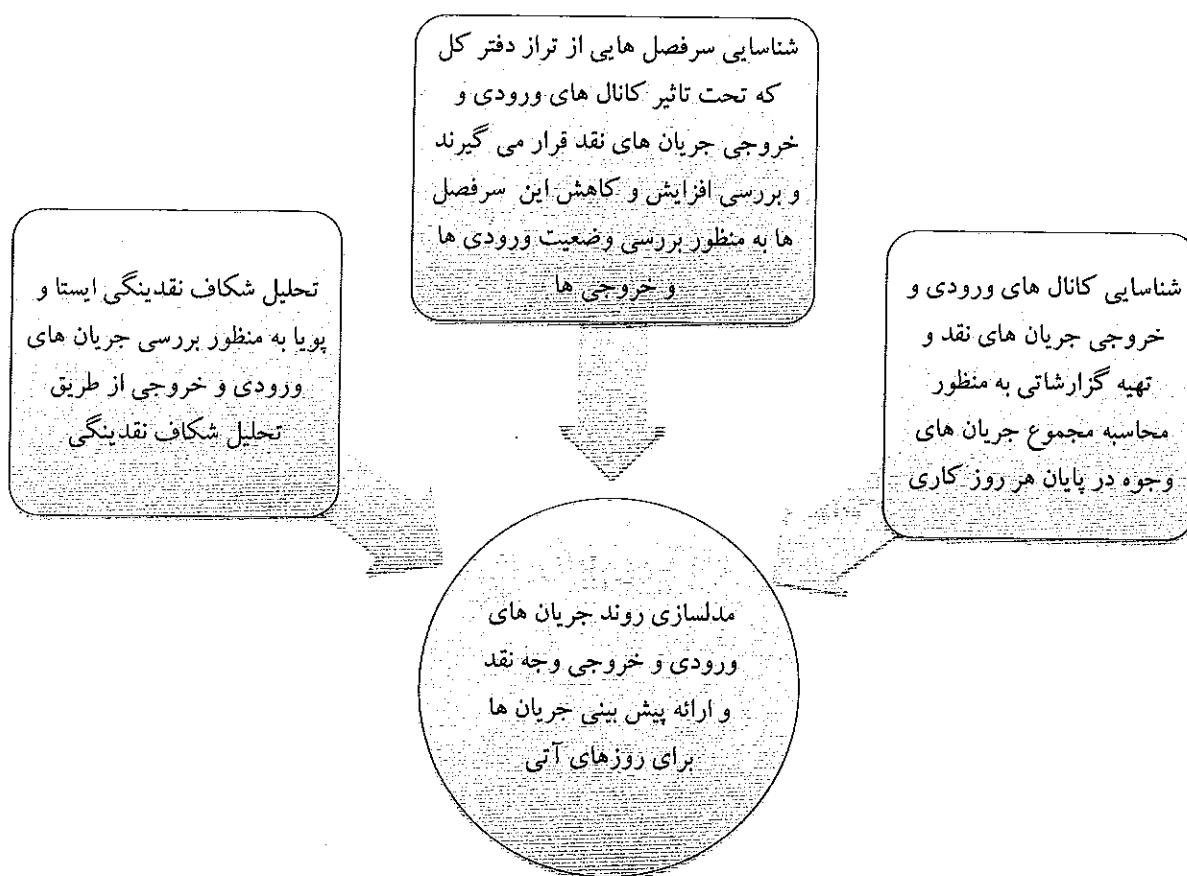 شناسایی سرفصل هایی از تراز دفتر کل
که تحت تاثیر کانال های ورودی و
خروجی جریان های نقد قرار می گیرند
و بررسی افزایش و کاهش این سرفصل
ها به منظور بررسی وضعیت ورودی ها
و خروجی ها
شناسایی کانال های ورودی و
خروجی جریان های نقد و
تهیه گزارشاتی به منظور
محاسبه مجموع جریان های
وجوه در پایان هر روز کاری
تحلیل شکاف نقدینگی ایستا و
پویا به منظور بررسی جریان های
ورودی و خروجی از طریق
تحلیل شکاف نقدینگی
مدلسازی روند جریان های
ورودی و خروجی وجه نقد
و ارائه پیش بینی جریان ها
برای روزهای آتی